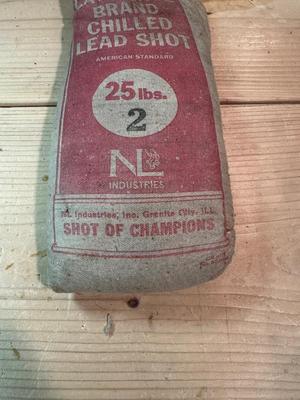 BRAND
CHILLED
LEAD SHOT
AMERICAN STANDARD
25 lbs.
2
NL
INDUSTRIES
NL Industries, Inc. Granite City, ILL
SHOT OF CHAMPIONS